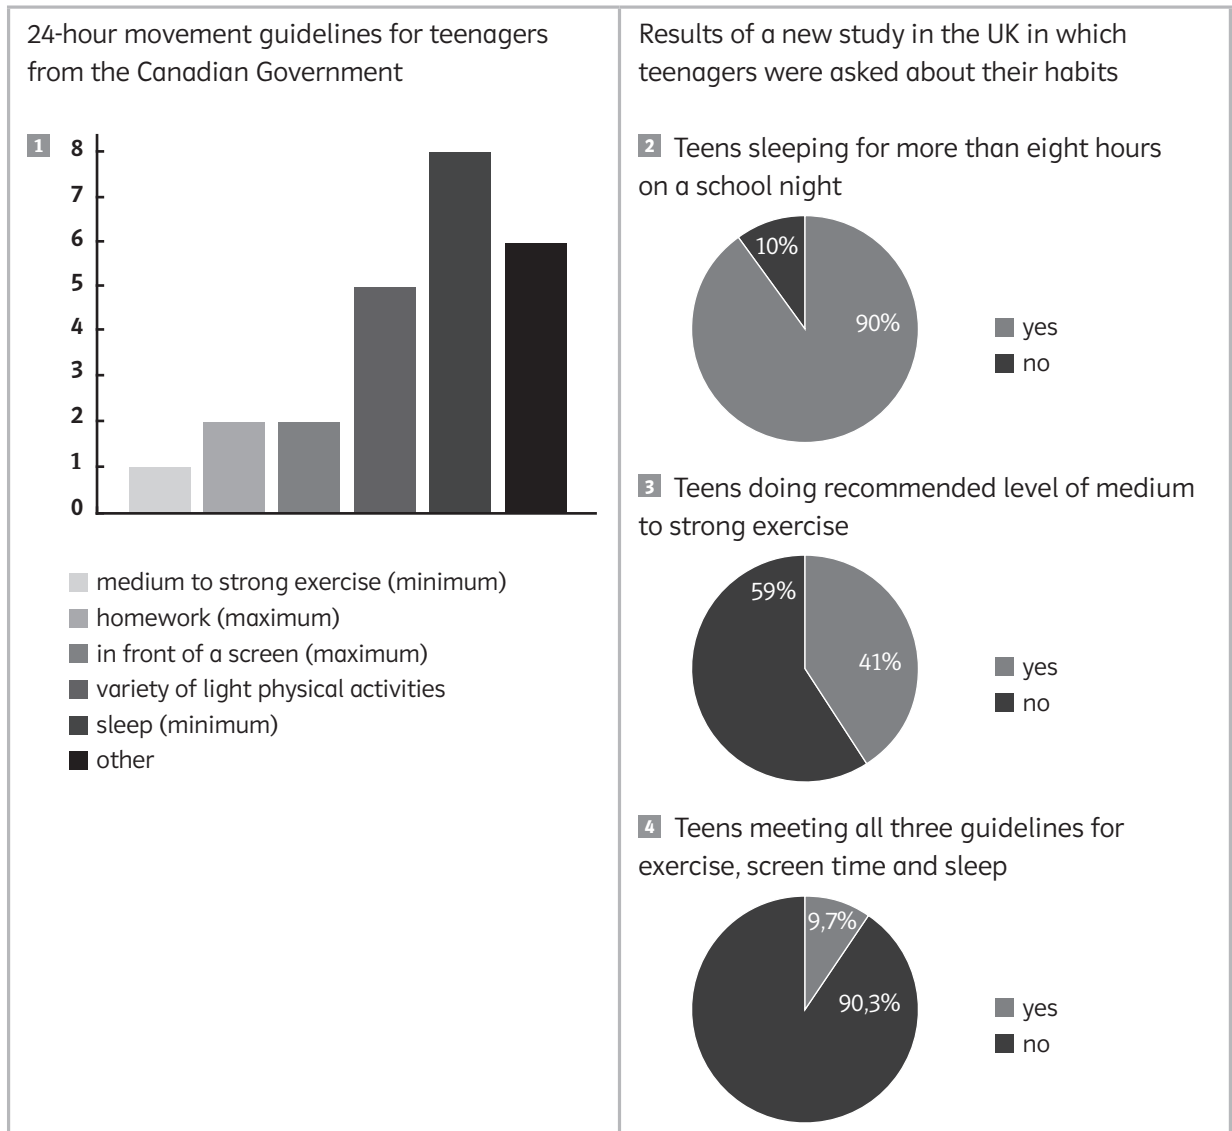 24-hour movement guidelines for teenagers
from the Canadian Government
1
8
7
6
5
4
3
2
1
0
medium to strong exercise (minimum)
homework (maximum)
in front of a screen (maximum)
variety of light physical activities
sleep (minimum)
other
Results of a new study in the UK in which
teenagers were asked about their habits
2 Teens sleeping for more than eight hours
on a school night
10%
90%
yes
no
3 Teens doing recommended level of medium
to strong exercise
59%
41%
yes
no
4 Teens meeting all three guidelines for
exercise, screen time and sleep
9,7%
90,3%
yes
no